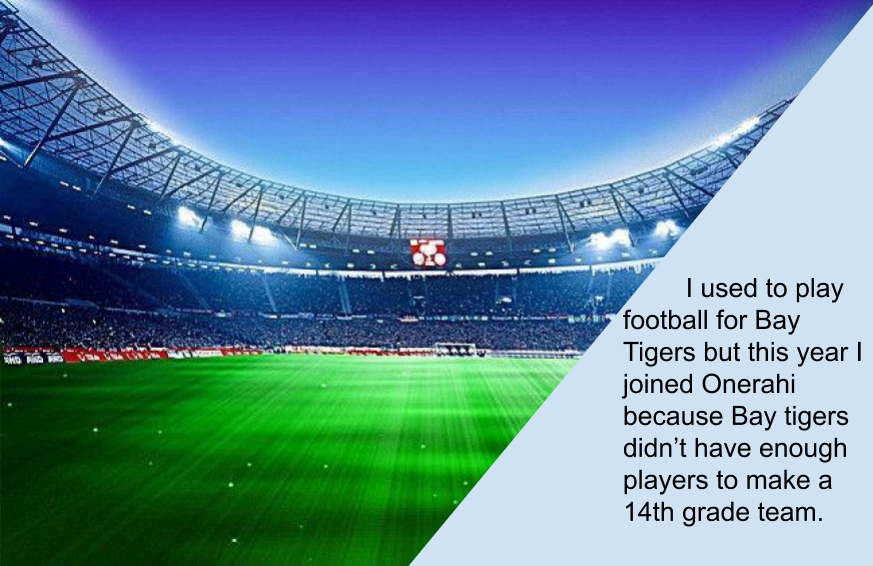 I used to play
football for Bay
Tigers but this year I
joined Onerahi
because Bay tigers
didn't have enough
players to make a
14th grade team.